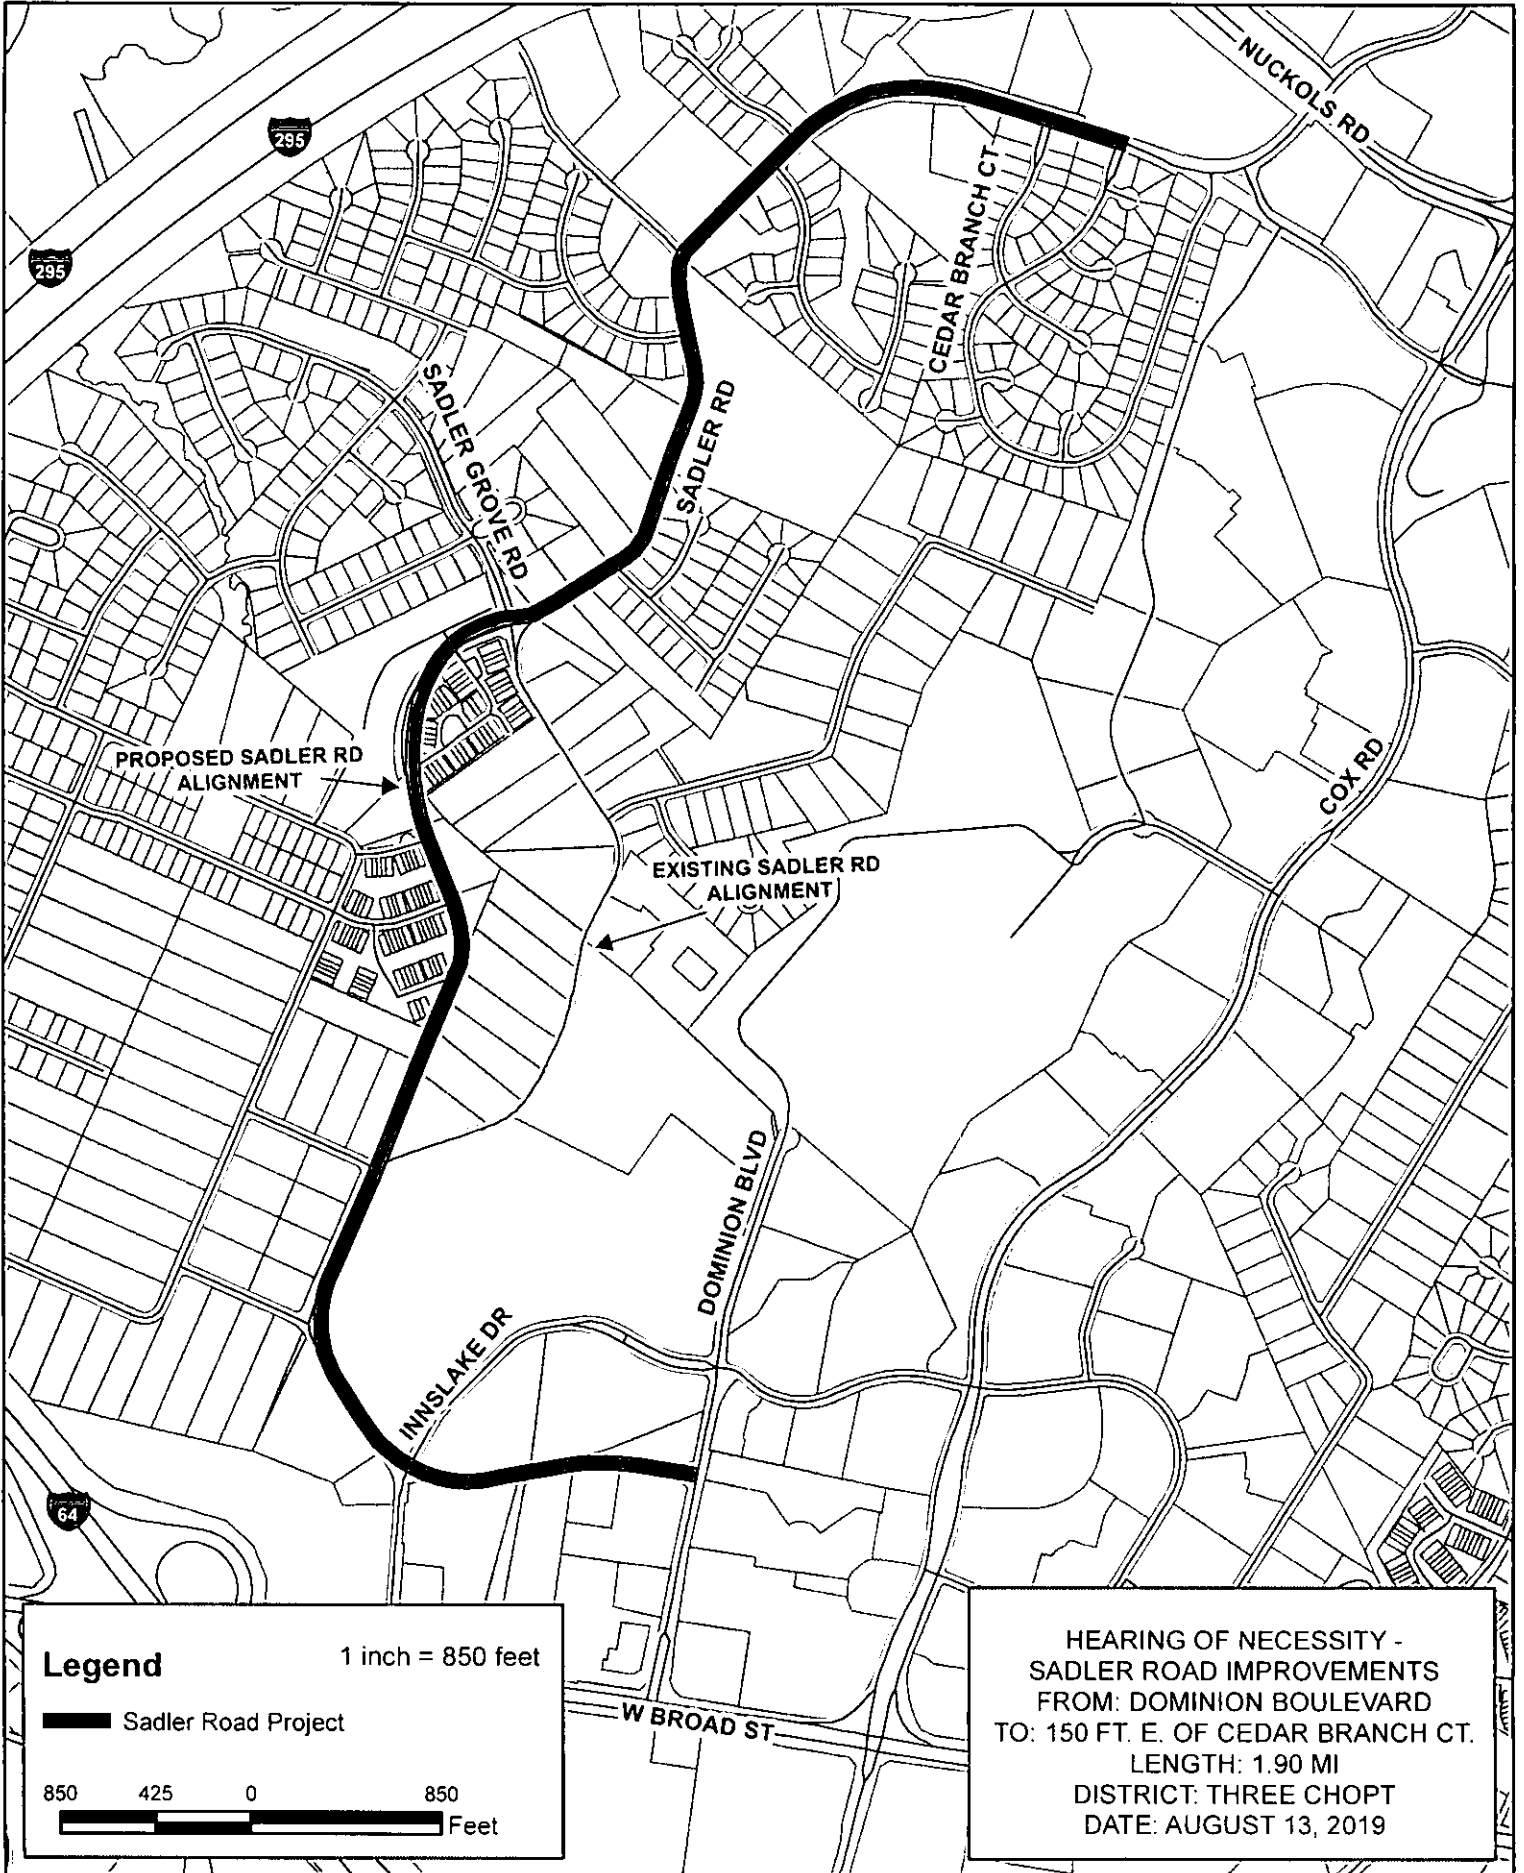 NUCKOLS RD
295
295
CEDAR BRANCH CT
SADLER GROVE RD
SADLER RD
PROPOSED SADLER RD
ALIGNMENT
COX RD
EXISTING SADLER RD
ALIGNMENT
DOMINION BLVD
INNSLAKE DR
64
W BROAD ST
Legend
1 inch = 850 feet
Sadler Road Project
850 425 0 850
Feet
HEARING OF NECESSITY -
SADLER ROAD IMPROVEMENTS
FROM: DOMINION BOULEVARD
TO: 150 FT. E. OF CEDAR BRANCH CT.
LENGTH: 1.90 MI
DISTRICT: THREE CHOPT
DATE: AUGUST 13, 2019